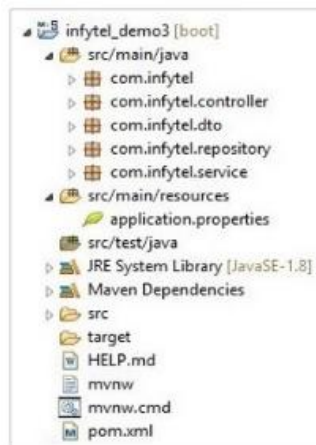 infytel_demo3 [boot]
src/main/java
com.infytel
com.infytel.controller
com.infytel.dto
com.infytel.repository
com.infytel.service
src/main/resources
application.properties
src/test/java
JRE System Library [JavaSE-1.8]
Maven Dependencies
src
target
HELP.md
mvnw
mvnw.cmd
pom.xml